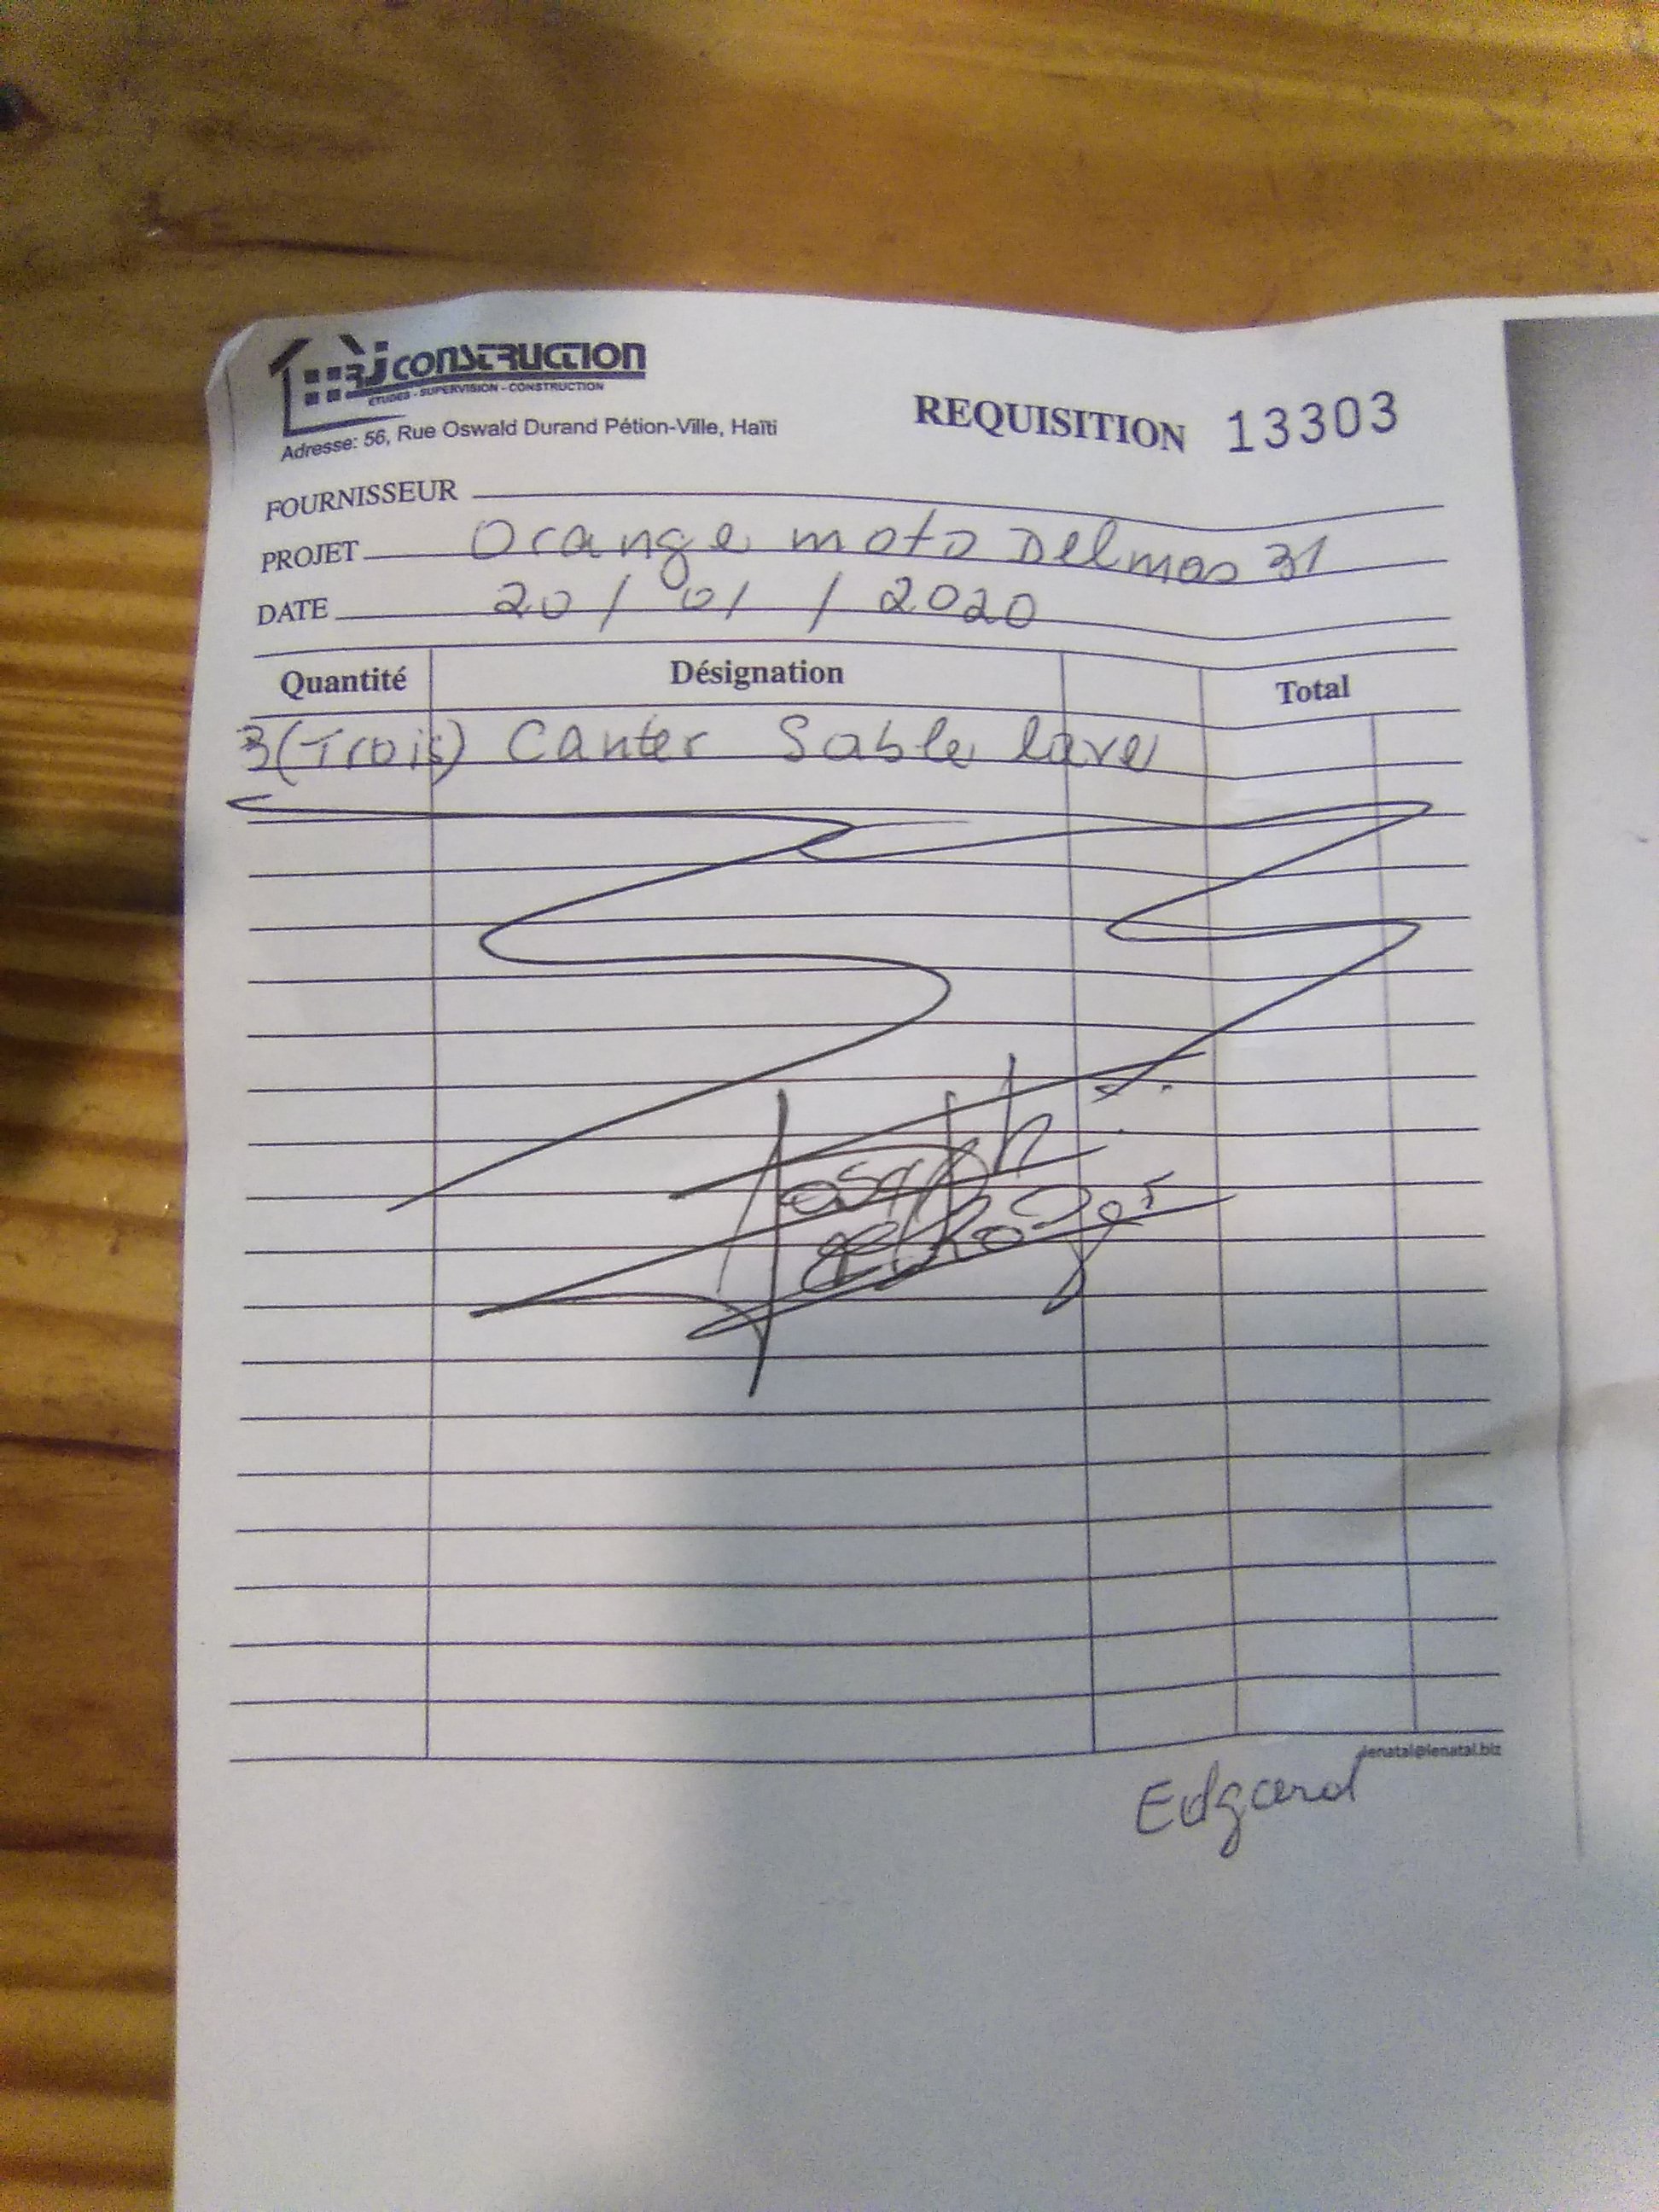 RJ CONSTRUCTION
ETUDES - SUPERVISION - CONSTRUCTION
Adresse: 56, Rue Oswald Durand Pétion-Ville, Haïti
REQUISITION 13303
FOURNISSEUR
PROJET Orange moto Delmas 31
DATE 20/01/2020
Quantité Désignation Total
3(Trois) Canter Sable lave
Joseph
lenatal@lenatal.biz
Edgard